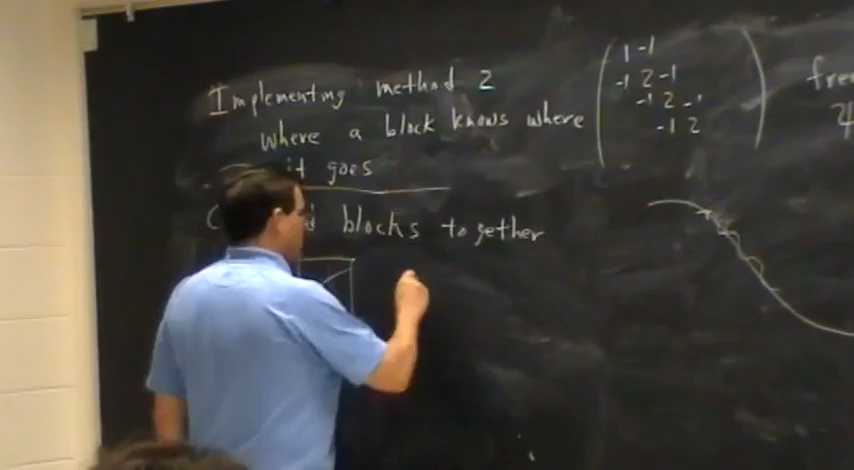 Implementing method 2
where a block knows where
it goes
blocks together
1 -1
-1 2 -1
-1 2 -1
-1 2